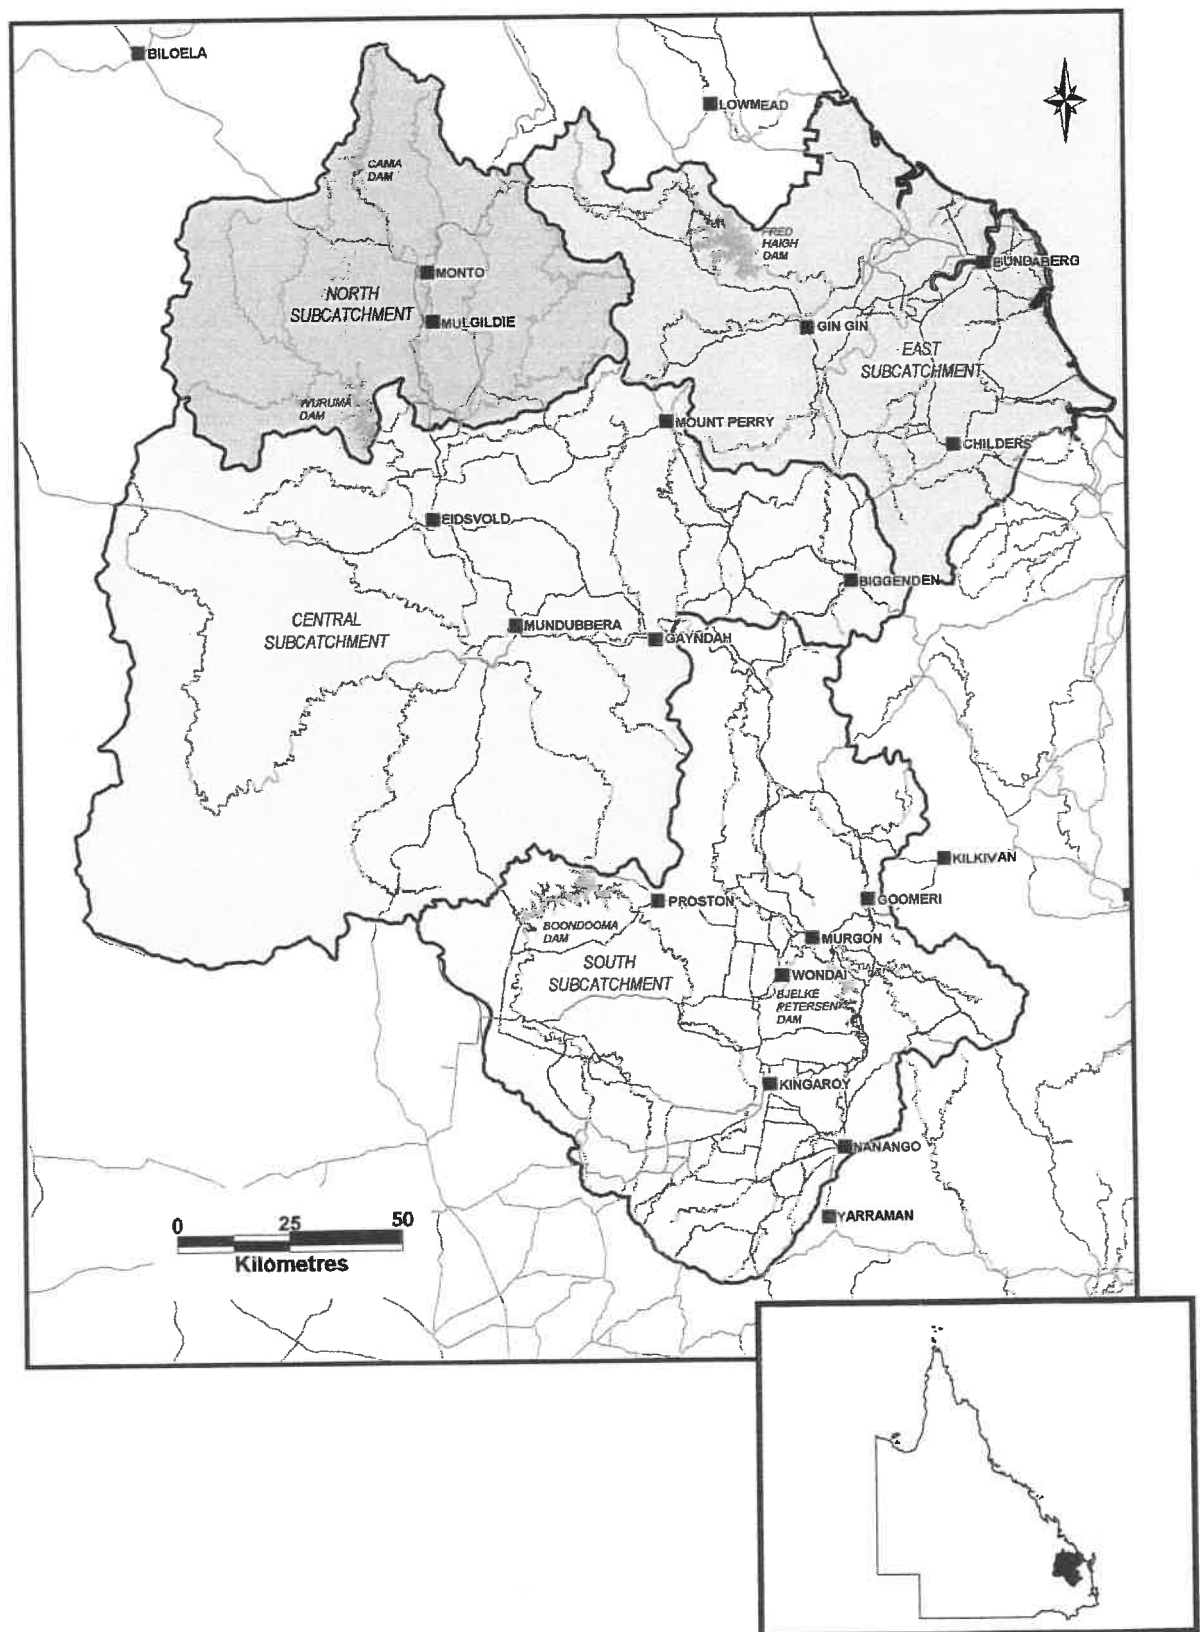 BILOELA
LOWMEAD
CANIA
DAM
FRED
HAIGH
DAM
BUNDABERG
MONTO
NORTH
SUBCATCHMENT
MULGILDIE
GIN GIN
EAST
SUBCATCHMENT
WURUMA
DAM
MOUNT PERRY
CHILDERS
EIDSVOLD
BIGGENDEN
CENTRAL
SUBCATCHMENT
MUNDUBBERA
GAYNDAH
KILKIVAN
PROSTON
GOOMERI
BOONDOOMA
DAM
MURGON
SOUTH
SUBCATCHMENT
WONDAI
BJELKE
PETERSEN
DAM
KINGAROY
NANANGO
YARRAMAN
0 25 50
Kilometres